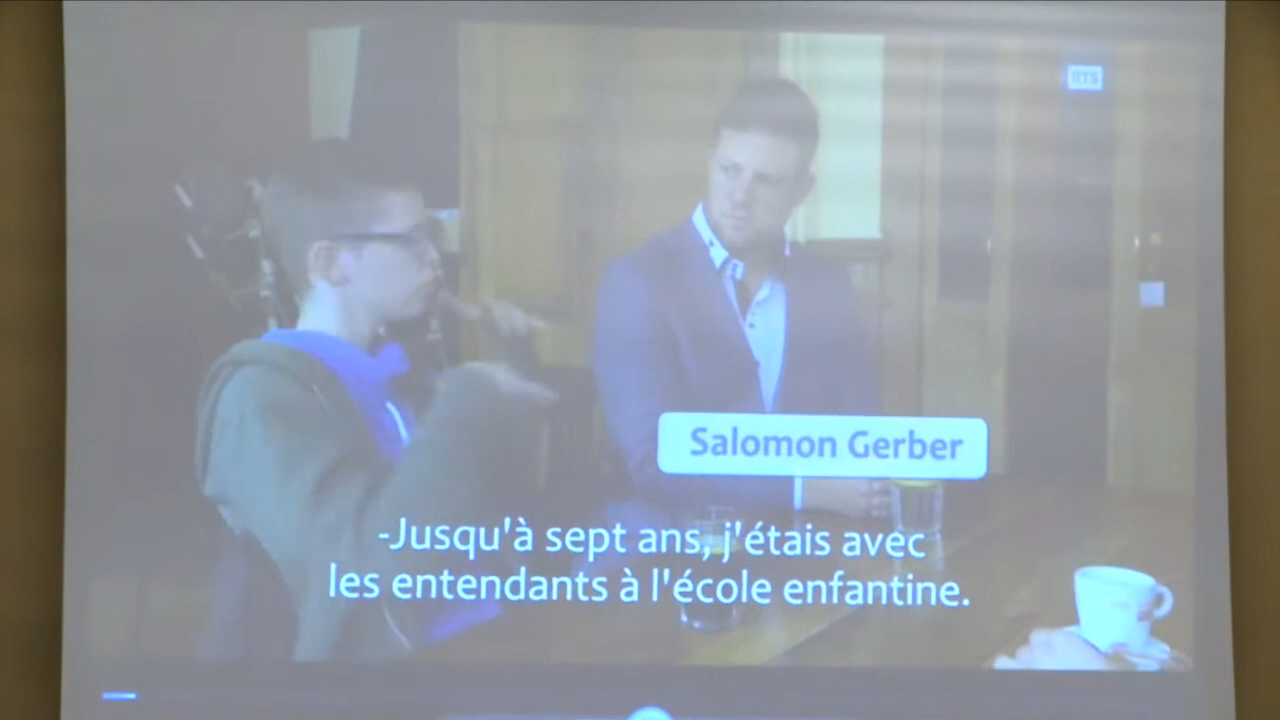 RTS
Salomon Gerber
-Jusqu'à sept ans, j'étais avec
les entendants à l'école enfantine.